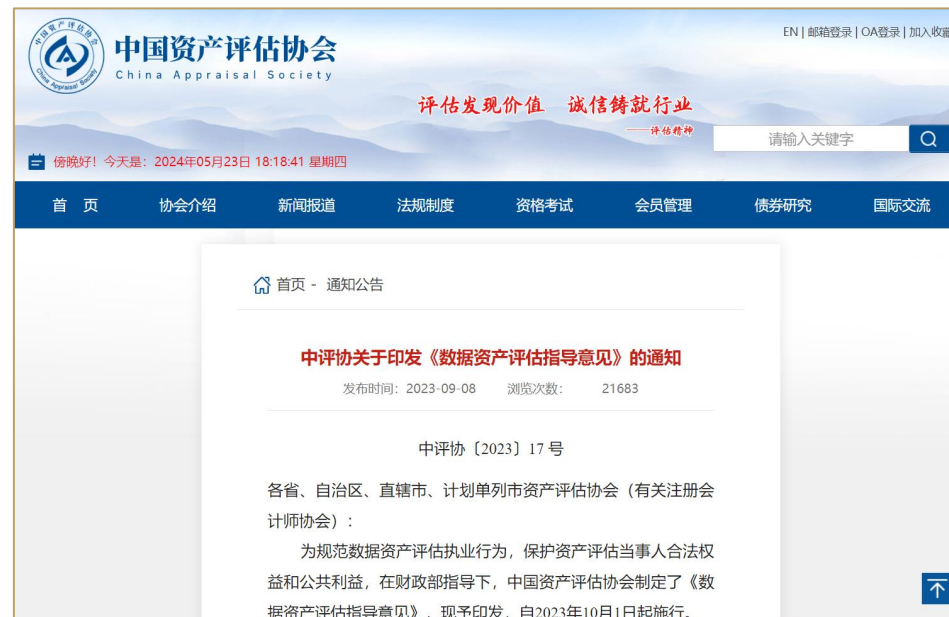 中国资产评估协会
China Appraisal Society
EN | 邮箱登录 | OA登录 | 加入收藏
评估发现价值 诚信铸就行业
——评估精神
请输入关键字
傍晚好！今天是：2024年05月23日 18:18:41 星期四
首 页 协会介绍 新闻报道 法规制度 资格考试 会员管理 债券研究 国际交流
首页 - 通知公告
中评协关于印发《数据资产评估指导意见》的通知
发布时间：2023-09-08 浏览次数： 21683
中评协〔2023〕17 号
各省、自治区、直辖市、计划单列市资产评估协会（有关注册会
计师协会）：
为规范数据资产评估执业行为，保护资产评估当事人合法权
益和公共利益，在财政部指导下，中国资产评估协会制定了《数
据资产评估指导意见》，现予印发，自2023年10月1日起施行。